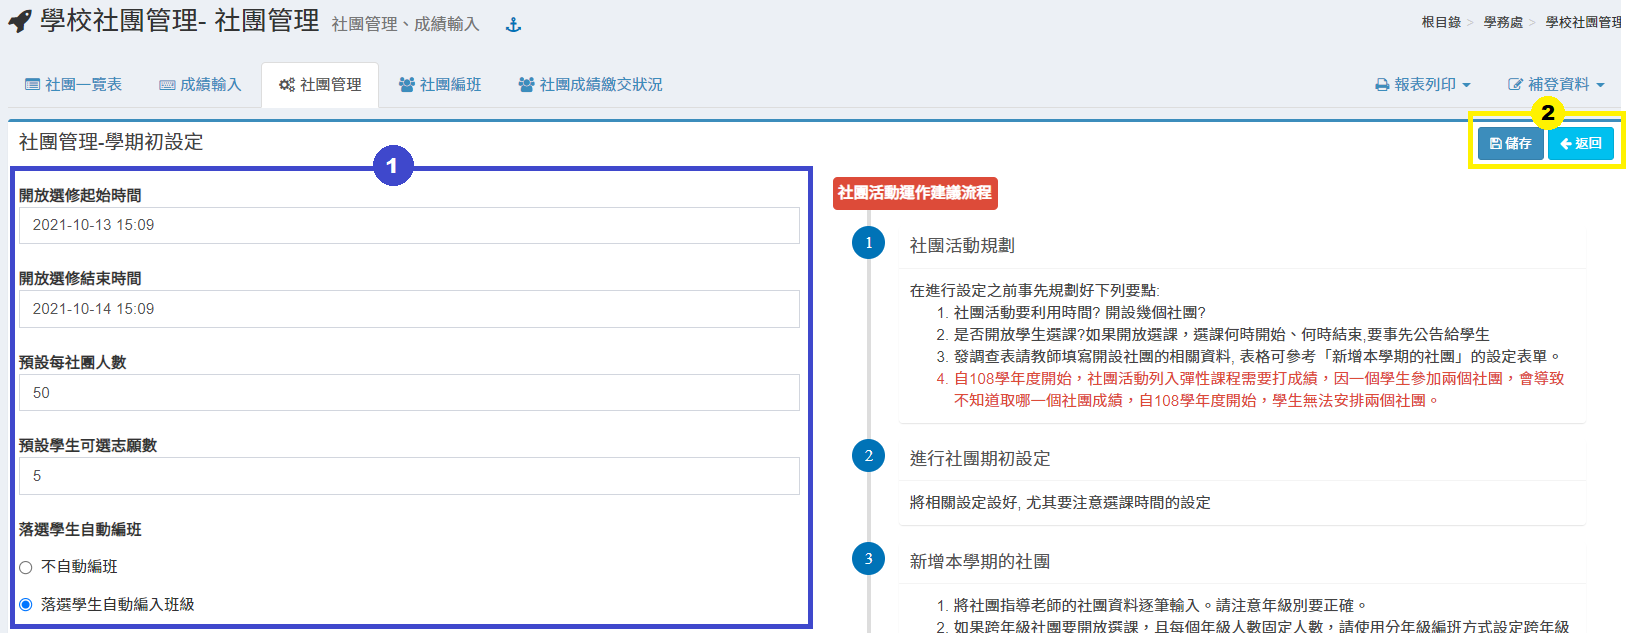 學校社團管理- 社團管理 社團管理、成績輸入
根目錄 > 學務處 > 學校社團管理
社團一覽表 成績輸入 社團管理 社團編班 社團成績繳交狀況 報表列印 補登資料
社團管理-學期初設定
2
儲存 返回
1
開放選修起始時間
2021-10-13 15:09
開放選修結束時間
2021-10-14 15:09
預設每社團人數
50
預設學生可選志願數
5
落選學生自動編班
不自動編班
落選學生自動編入班級
社團活動運作建議流程
1 社團活動規劃
在進行設定之前事先規劃好下列要點:
1. 社團活動要利用時間? 開設幾個社團?
2. 是否開放學生選課?如果開放選課，選課何時開始、何時結束,要事先公告給學生
3. 發調查表請教師填寫開設社團的相關資料, 表格可參考「新增本學期的社團」的設定表單。
4. 自108學年度開始，社團活動列入彈性課程需要打成績，因一個學生參加兩個社團，會導致
不知道取哪一個社團成績，自108學年度開始，學生無法安排兩個社團。
2 進行社團期初設定
將相關設定設好, 尤其要注意選課時間的設定
3 新增本學期的社團
1. 將社團指導老師的社團資料逐筆輸入。請注意年級別要正確。
2. 如果跨年級社團要開放選課，且每個年級人數固定人數，請使用分年級編班方式設定跨年級